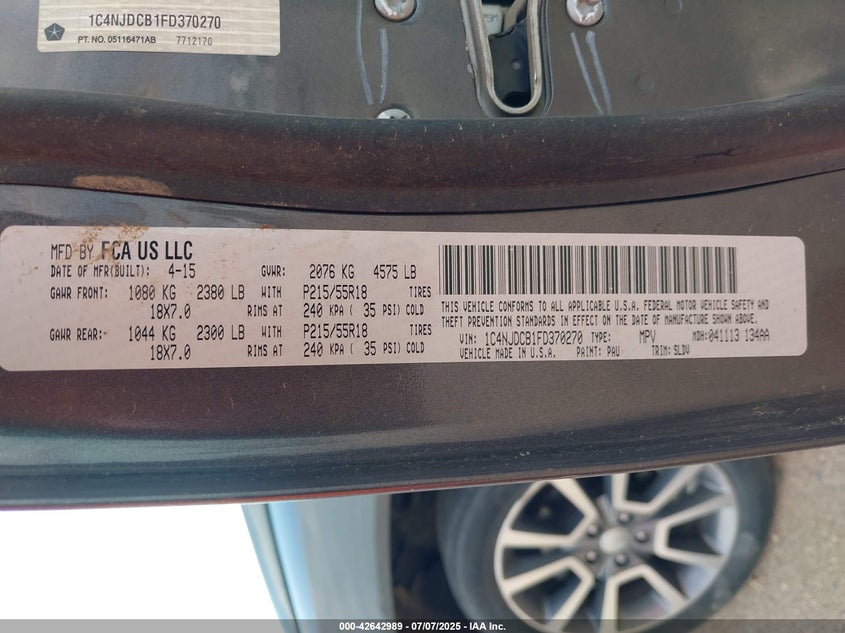 1C4NJDCB1FD370270
PT. NO. 05116471AB 7712170
MFD BY FCA US LLC
DATE OF MFR(BUILT): 4-15 GVWR: 2076 KG 4575 LB
GAWR FRONT: 1080 KG 2380 LB WITH P215/55R18 TIRES
18X7.0 RIMS AT 240 KPA ( 35 PSI) COLD
GAWR REAR: 1044 KG 2300 LB WITH P215/55R18 TIRES
18X7.0 RIMS AT 240 KPA ( 35 PSI) COLD
THIS VEHICLE CONFORMS TO ALL APPLICABLE U.S.A. FEDERAL MOTOR VEHICLE SAFETY AND
THEFT PREVENTION STANDARDS IN EFFECT ON THE DATE OF MANUFACTURE SHOWN ABOVE.
VIN: 1C4NJDCB1FD370270 TYPE: MPV MDH: 041113 134AA
VEHICLE MADE IN U.S.A. PAINT: PAU TRIM: SLDV
000-42642989 - 07/07/2025 - IAA Inc.